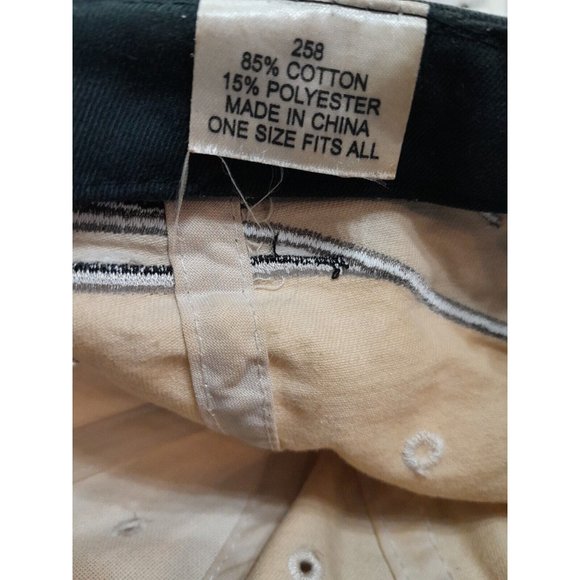 258
85% COTTON
15% POLYESTER
MADE IN CHINA
ONE SIZE FITS ALL